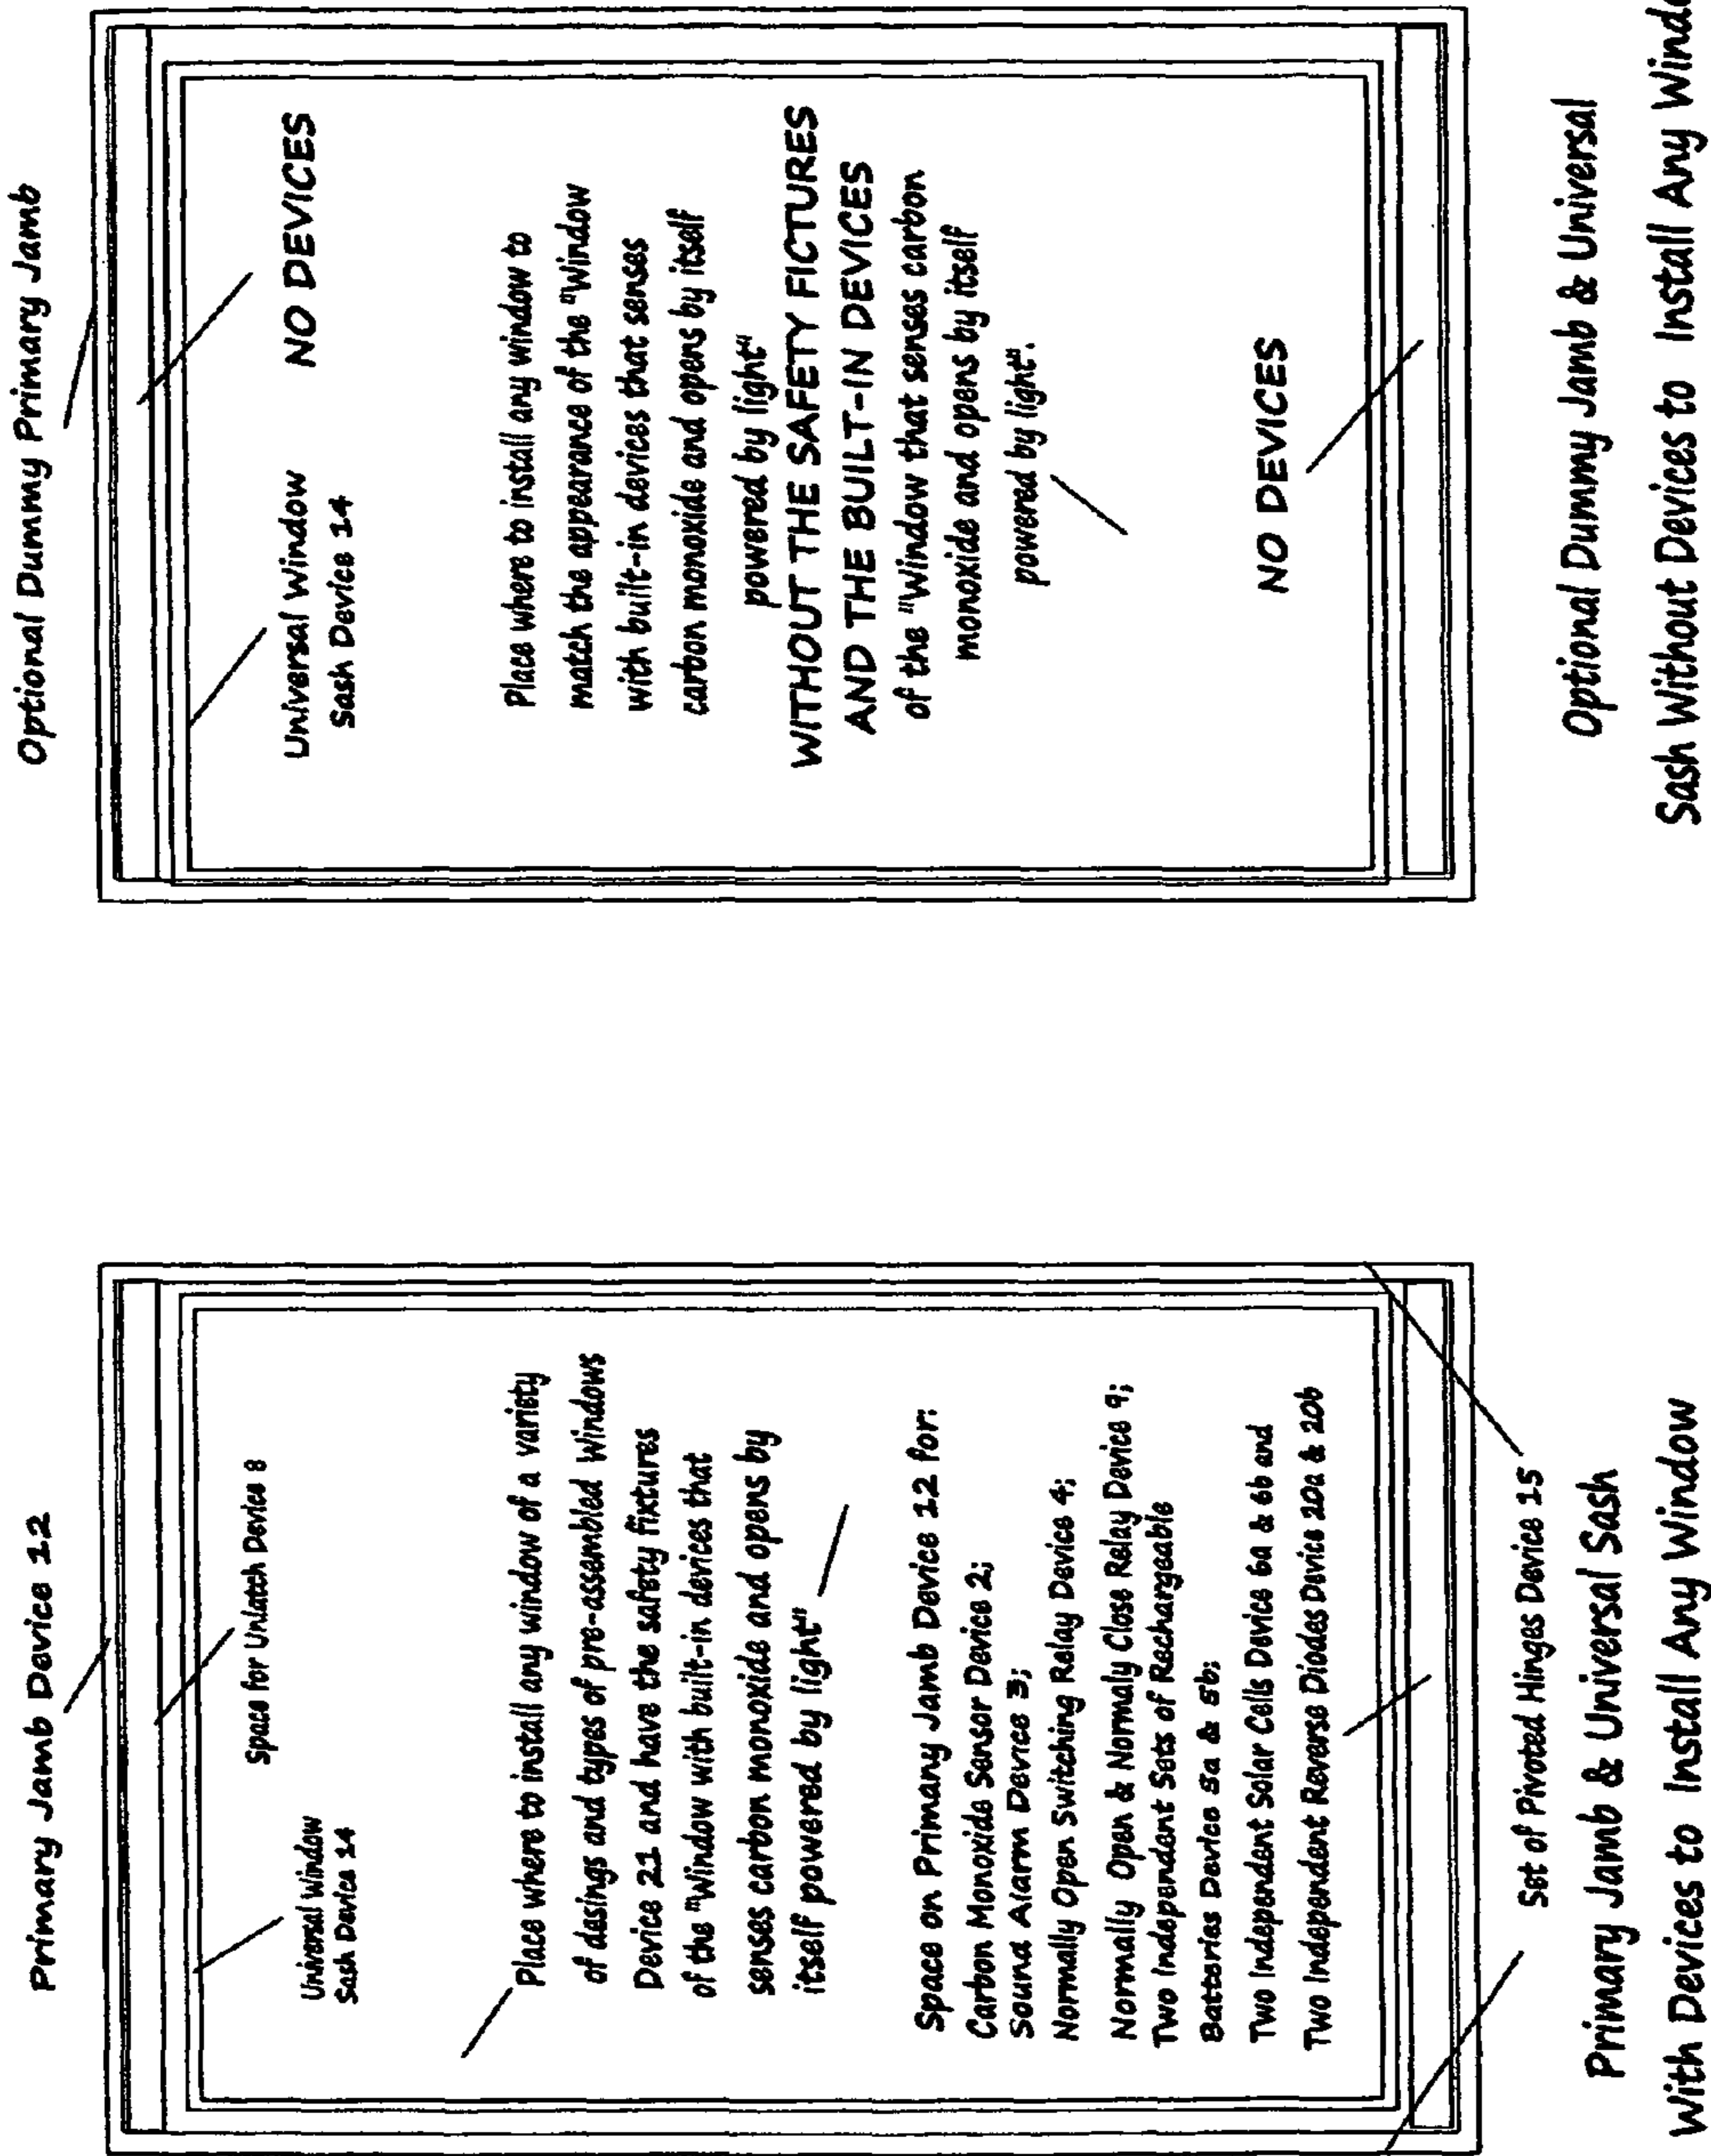 Primary Jamb Device 12
Universal Window
Sash Device 14
Space for Unlatch Device 8
Place where to install any window of a variety
of desings and types of pre-assembled Windows
Device 21 and have the safety fixtures
of the "Window with built-in devices that
senses carbon monoxide and opens by
itself powered by light"
Space on Primany Jamb Device 12 for:
Carbon Monoxide Sensor Device 2;
Sound Alarm Device 3;
Normally Open Switching Relay Device 4;
Normally Open & Normaly Close Relay Device 9;
Two Independent Sets of Rechargeable
Batteries Device 5a & 5b;
Two Independent Solar Cells Device 6a & 6b and
Two Independent Reverse Diodes Device 20a & 20b
Set of Pivoted Hinges Device 15
Primary Jamb & Universal Sash
With Devices to Install Any Window
Optional Dummy Primary Jamb
Universal Window
Sash Device 14
NO DEVICES
Place where to install any window to
match the appearance of the "Window
with built-in devices that senses
carbon monoxide and opens by itself
powered by light"
WITHOUT THE SAFETY FICTURES
AND THE BUILT-IN DEVICES
of the "Window that senses carbon
monoxide and opens by itself
powered by light".
NO DEVICES
Optional Dummy Jamb & Universal
Sash Without Devices to Install Any